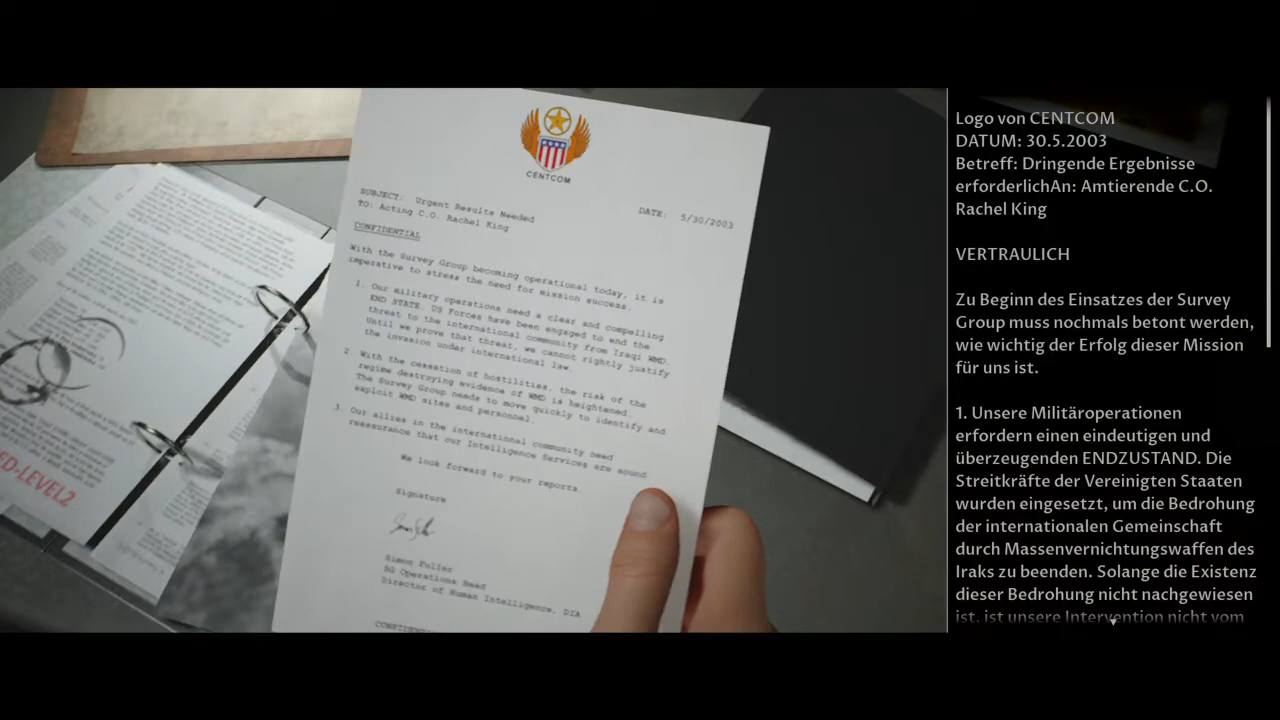 CENTCOM
SUBJECT: Urgent Results Needed
TO: Acting C.O. Rachel King
DATE: 5/30/2003
CONFIDENTIAL
With the Survey Group becoming operational today, it is
imperative to stress the need for mission success.
1. Our military operations need a clear and compelling
END STATE. US Forces have been engaged to end the
threat to the international community from Iraqi WMD.
Until we prove that threat, we cannot rightly justify
the invasion under international law.
2. With the cessation of hostilities, the risk of the
regime destroying evidence of WMD is heightened.
The Survey Group needs to move quickly to identify and
exploit WMD sites and personnel.
3. Our allies in the international community need
reassurance that our Intelligence Services are sound
We look forward to your reports.
Signature
Simon Fuller
SG Operations Head
Director of Human Intelligence, DIA
ED-LEVEL2
Logo von CENTCOM
DATUM: 30.5.2003
Betreff: Dringende Ergebnisse
erforderlichAn: Amtierende C.O.
Rachel King
VERTRAULICH
Zu Beginn des Einsatzes der Survey
Group muss nochmals betont werden,
wie wichtig der Erfolg dieser Mission
für uns ist.
1. Unsere Militäroperationen
erfordern einen eindeutigen und
überzeugenden ENDZUSTAND. Die
Streitkräfte der Vereinigten Staaten
wurden eingesetzt, um die Bedrohung
der internationalen Gemeinschaft
durch Massenvernichtungswaffen des
Iraks zu beenden. Solange die Existenz
dieser Bedrohung nicht nachgewiesen
ist, ist unsere Intervention nicht vom